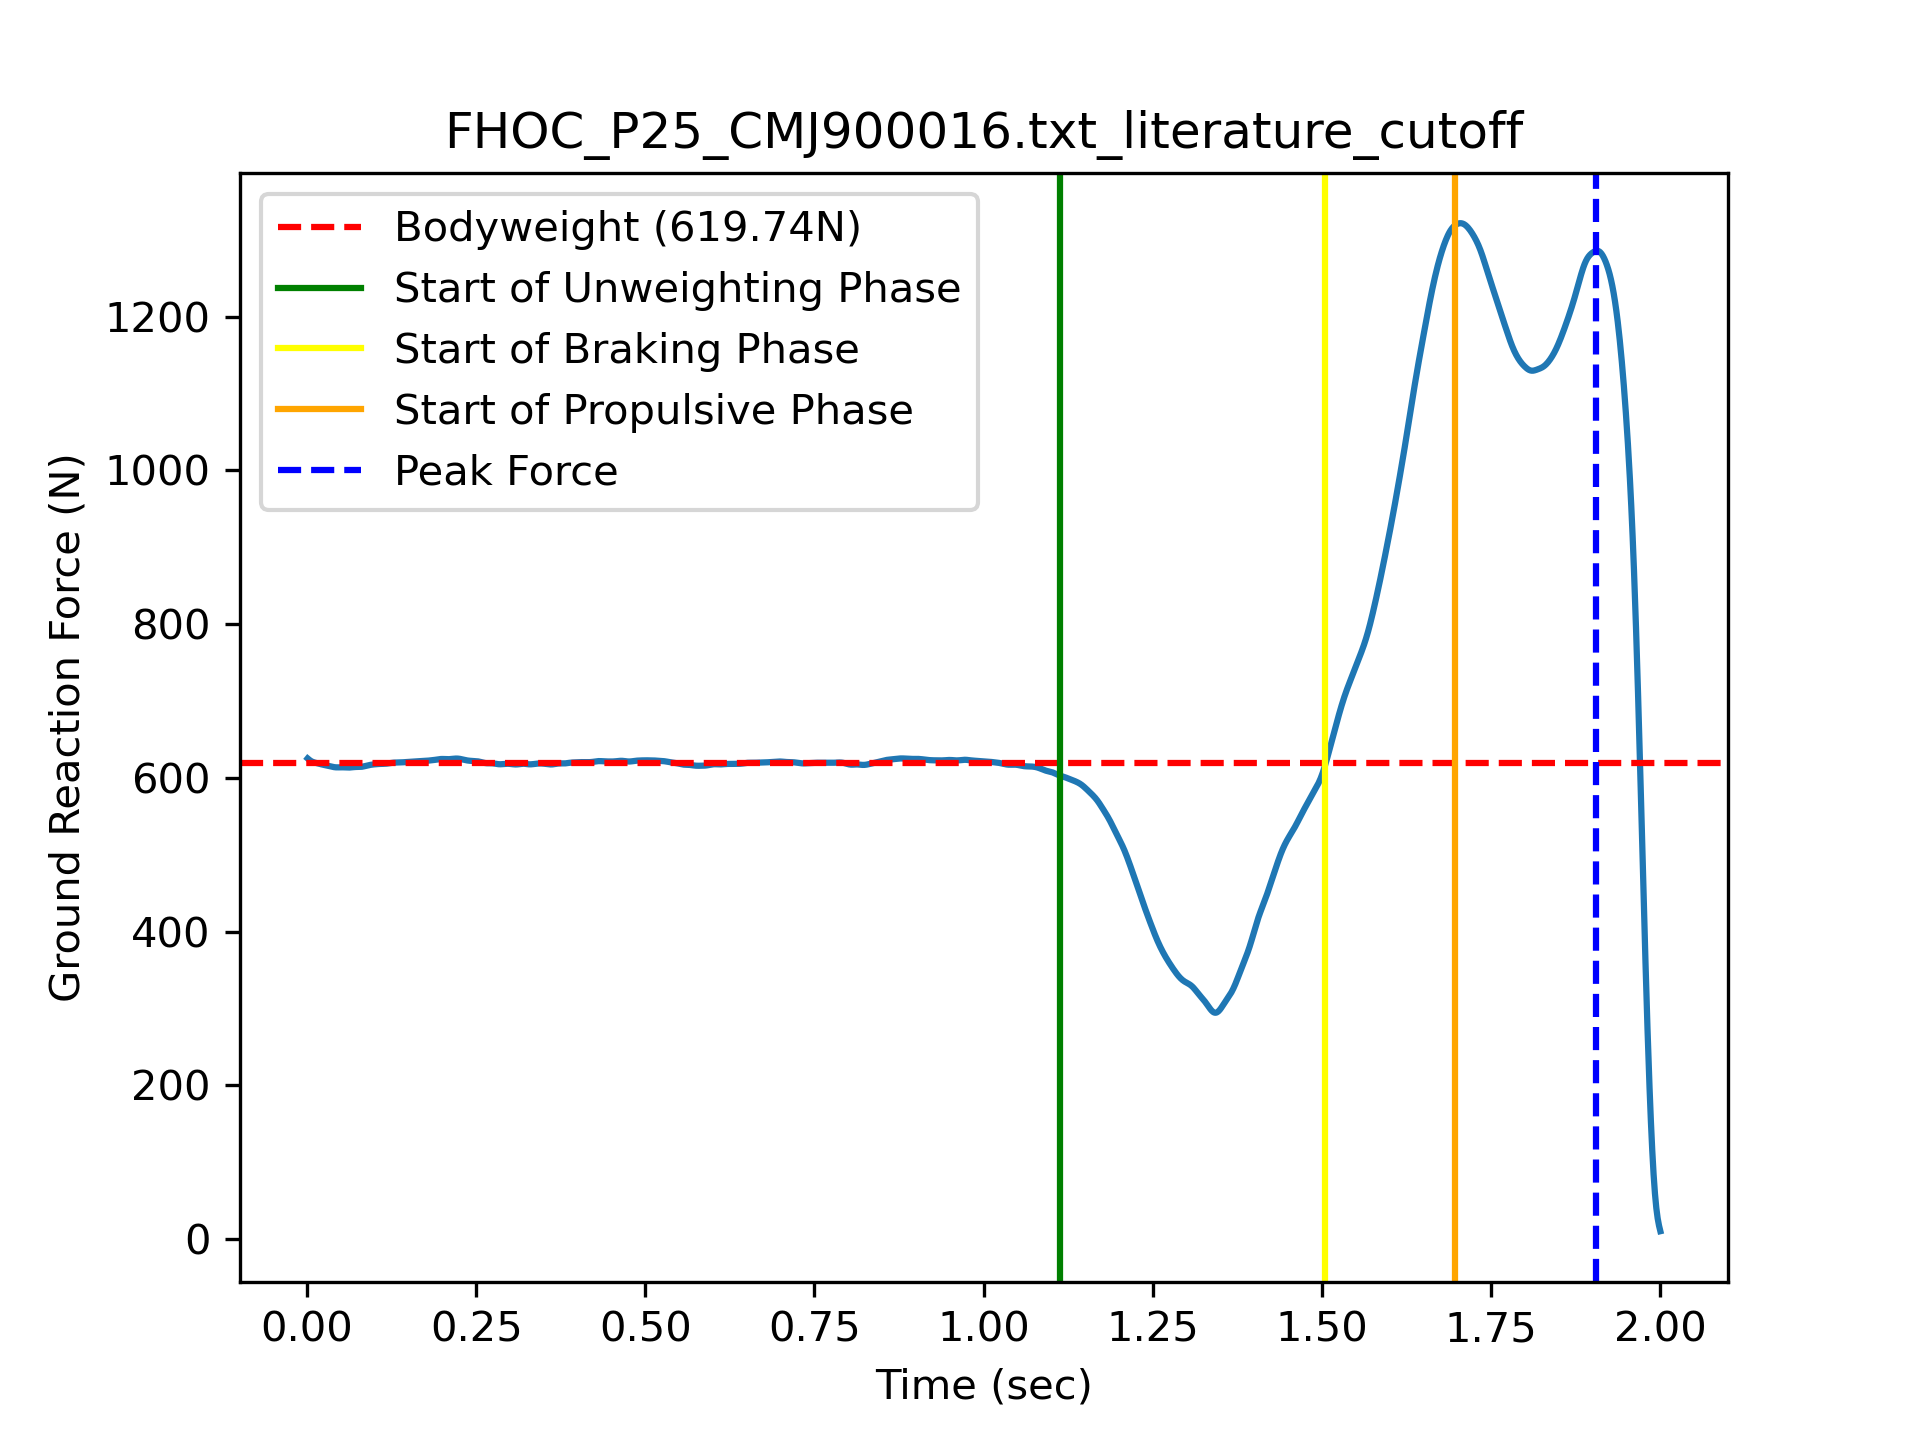 FHOC_P25_CMJ900016.txt_literature_cutoff
Bodyweight (619.74N)
Start of Unweighting Phase
Start of Braking Phase
Start of Propulsive Phase
Peak Force
Ground Reaction Force (N)
1200
1000
800
600
400
200
0
0.00 0.25 0.50 0.75 1.00 1.25 1.50 1.75 2.00
Time (sec)